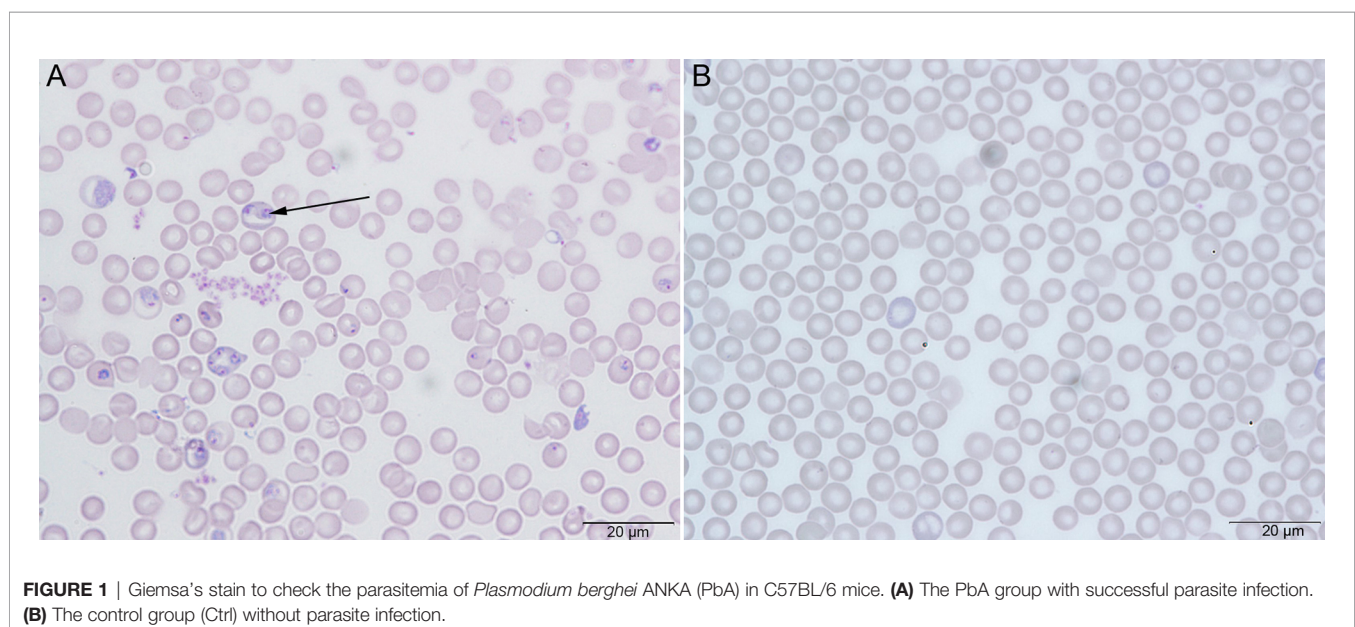 A
B
20 μm
20 μm
FIGURE 1 | Giemsa's stain to check the parasitemia of Plasmodium berghei ANKA (PbA) in C57BL/6 mice. (A) The PbA group with successful parasite infection.
(B) The control group (Ctrl) without parasite infection.